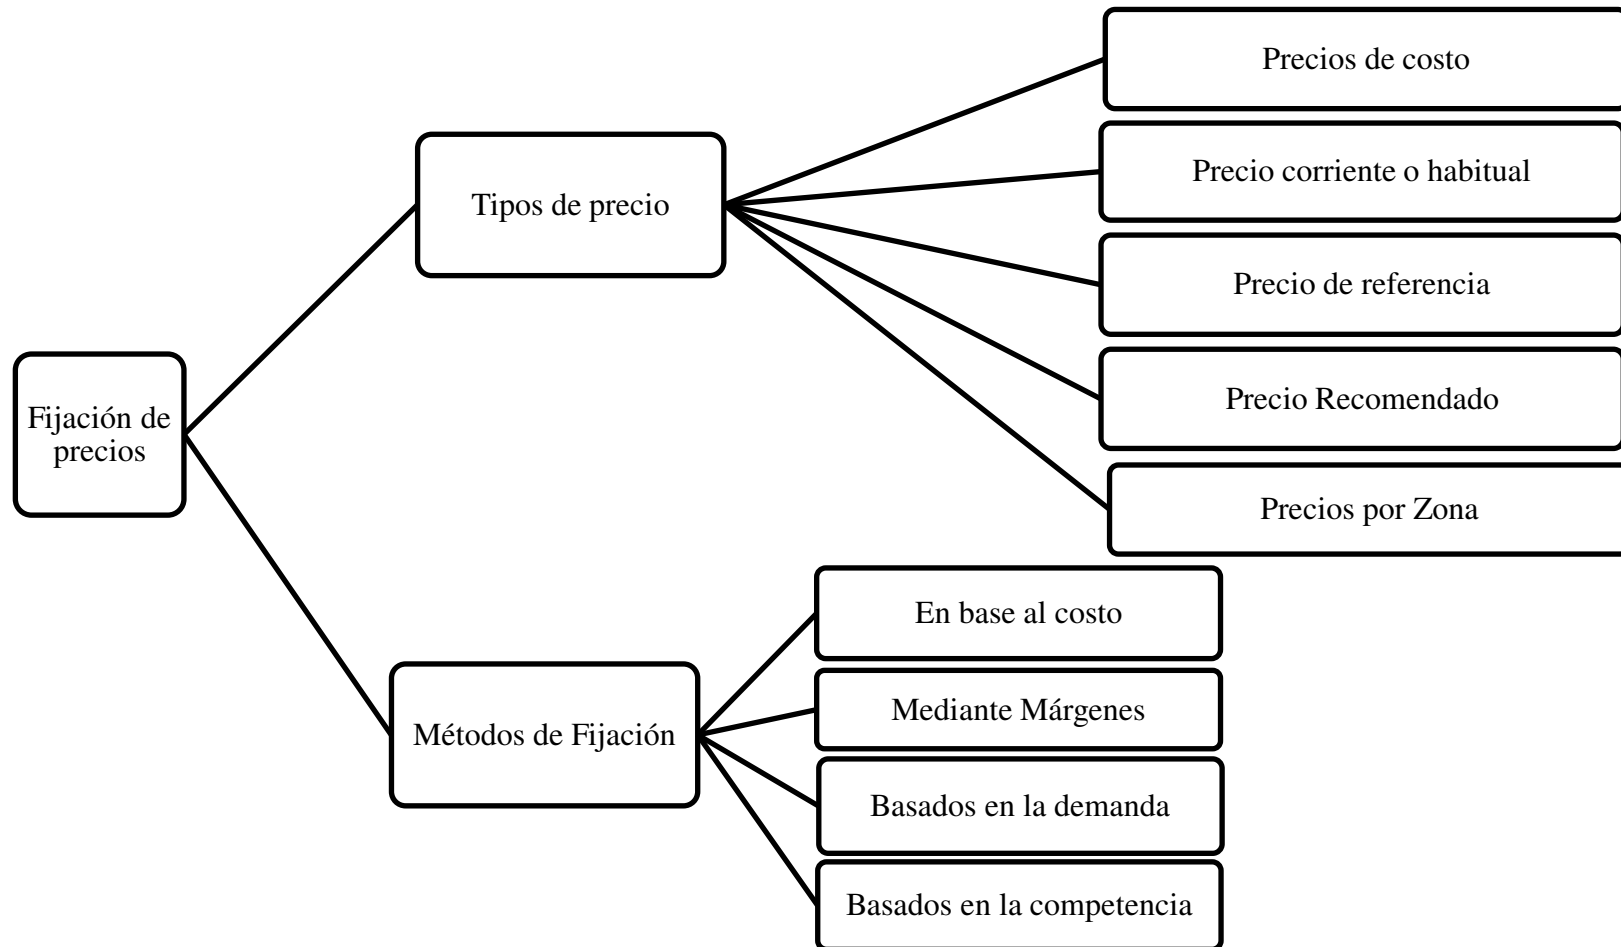 Fijación de
precios
Tipos de precio
Precios de costo
Precio corriente o habitual
Precio de referencia
Precio Recomendado
Precios por Zona
Métodos de Fijación
En base al costo
Mediante Márgenes
Basados en la demanda
Basados en la competencia